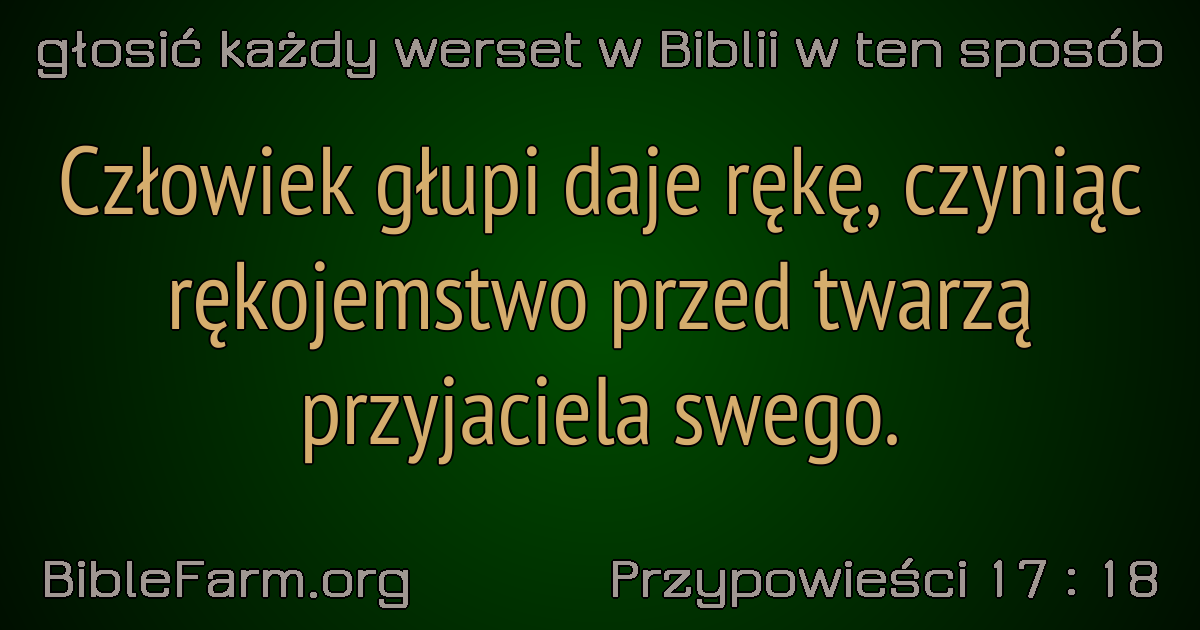 głosić każdy werset w Biblii w ten sposób
Człowiek głupi daje rękę, czyniąc
rękojemstwo przed twarzą
przyjaciela swego.
BibleFarm.org
Przypowieści 17 : 18